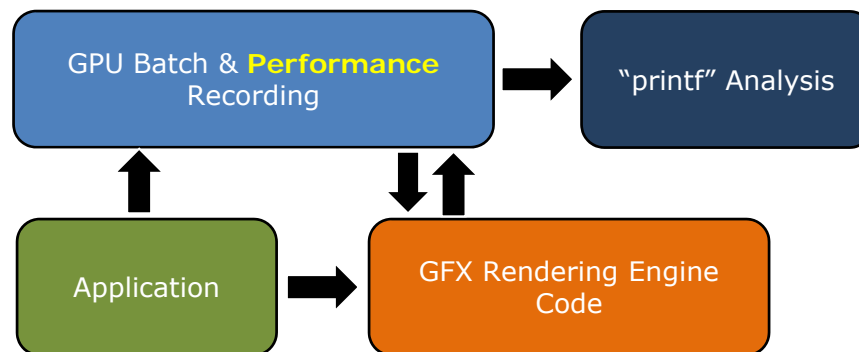 GPU Batch & Performance
Recording
“printf” Analysis
Application
GFX Rendering Engine
Code